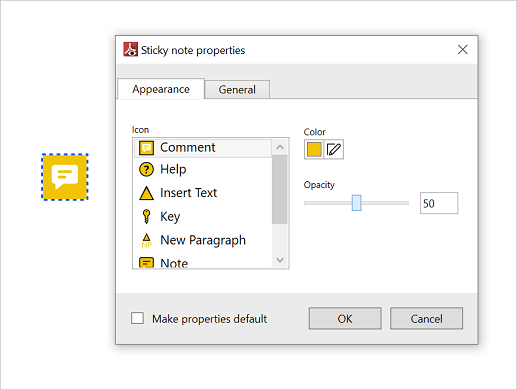 Sticky note properties
Appearance
General
Icon
Comment
Help
Insert Text
Key
New Paragraph
Note
Color
Opacity
50
Make properties default
OK
Cancel